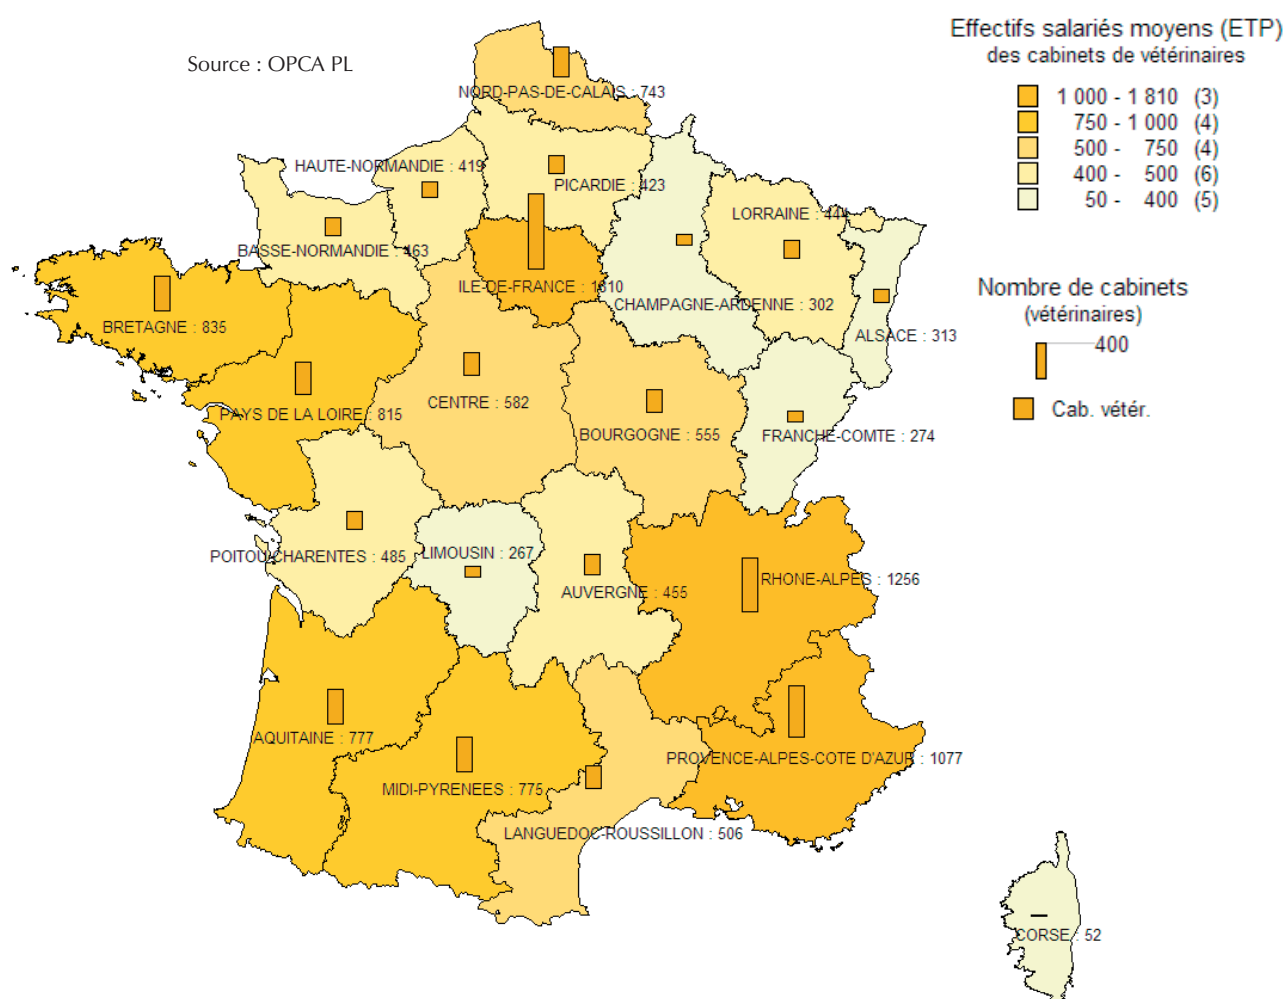 Source : OPCA PL
Effectifs salariés moyens (ETP)
des cabinets de vétérinaires
1 000 - 1 810 (3)
750 - 1 000 (4)
500 - 750 (4)
400 - 500 (6)
50 - 400 (5)
Nombre de cabinets
(vétérinaires)
400
Cab. vétér.
NORD-PAS-DE-CALAIS : 743
HAUTE-NORMANDIE : 419
PICARDIE : 423
LORRAINE : 444
BASSE-NORMANDIE : 463
ILE-DE-FRANCE : 1810
CHAMPAGNE-ARDENNE : 302
BRETAGNE : 835
ALSACE : 313
PAYS DE LA LOIRE : 815
CENTRE : 582
BOURGOGNE : 555
FRANCHE-COMTE : 274
POITOU-CHARENTES : 485
LIMOUSIN : 267
AUVERGNE : 455
RHONE-ALPES : 1256
AQUITAINE : 777
MIDI-PYRENEES : 775
PROVENCE-ALPES-COTE D'AZUR : 1077
LANGUEDOC-ROUSSILLON : 506
CORSE : 52